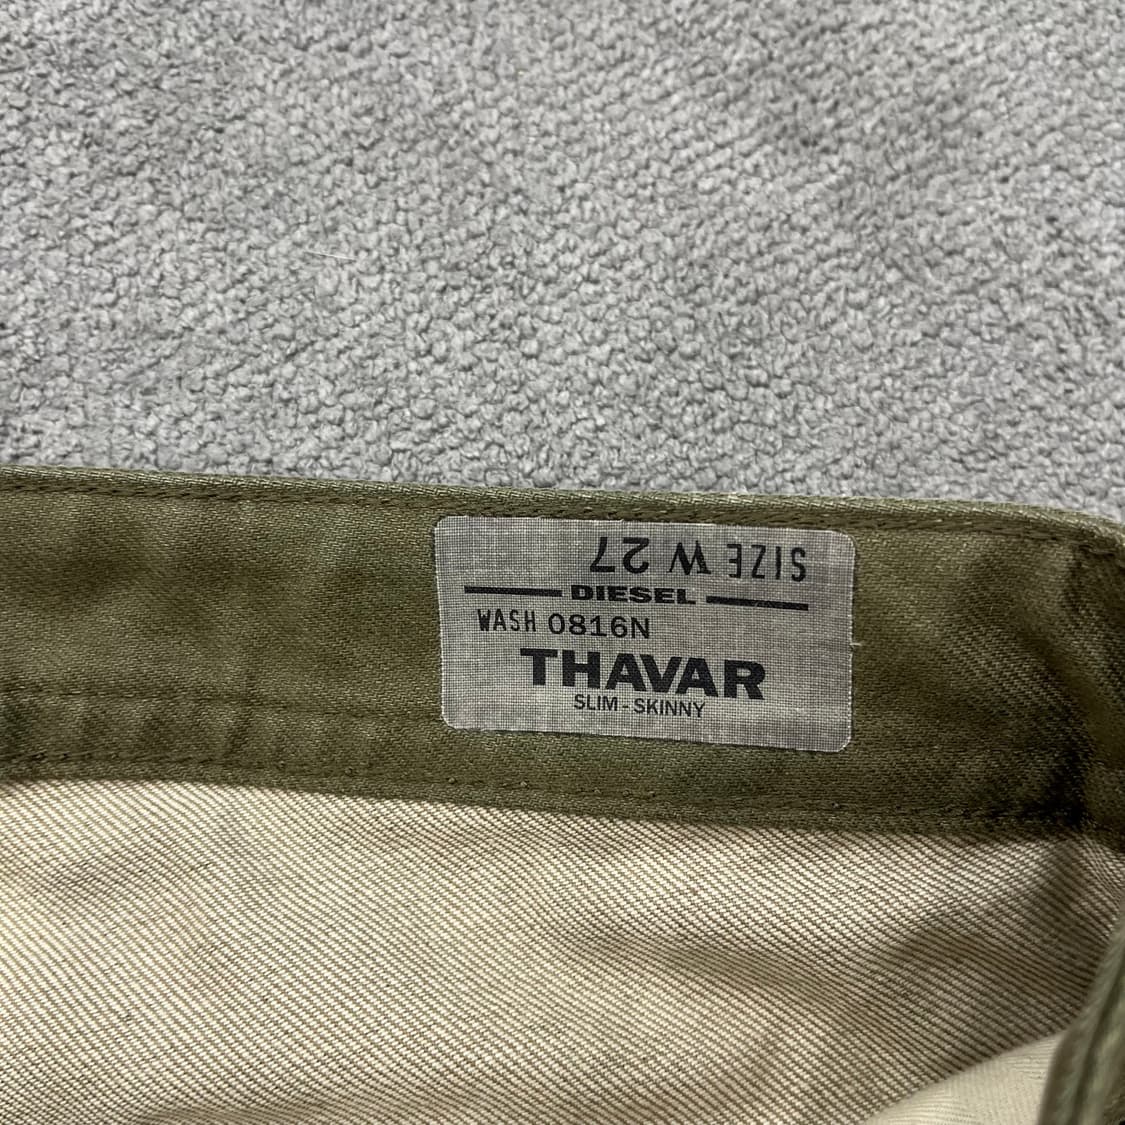 SIZE W 27
DIESEL
WASH 0816N
THAVAR
SLIM - SKINNY